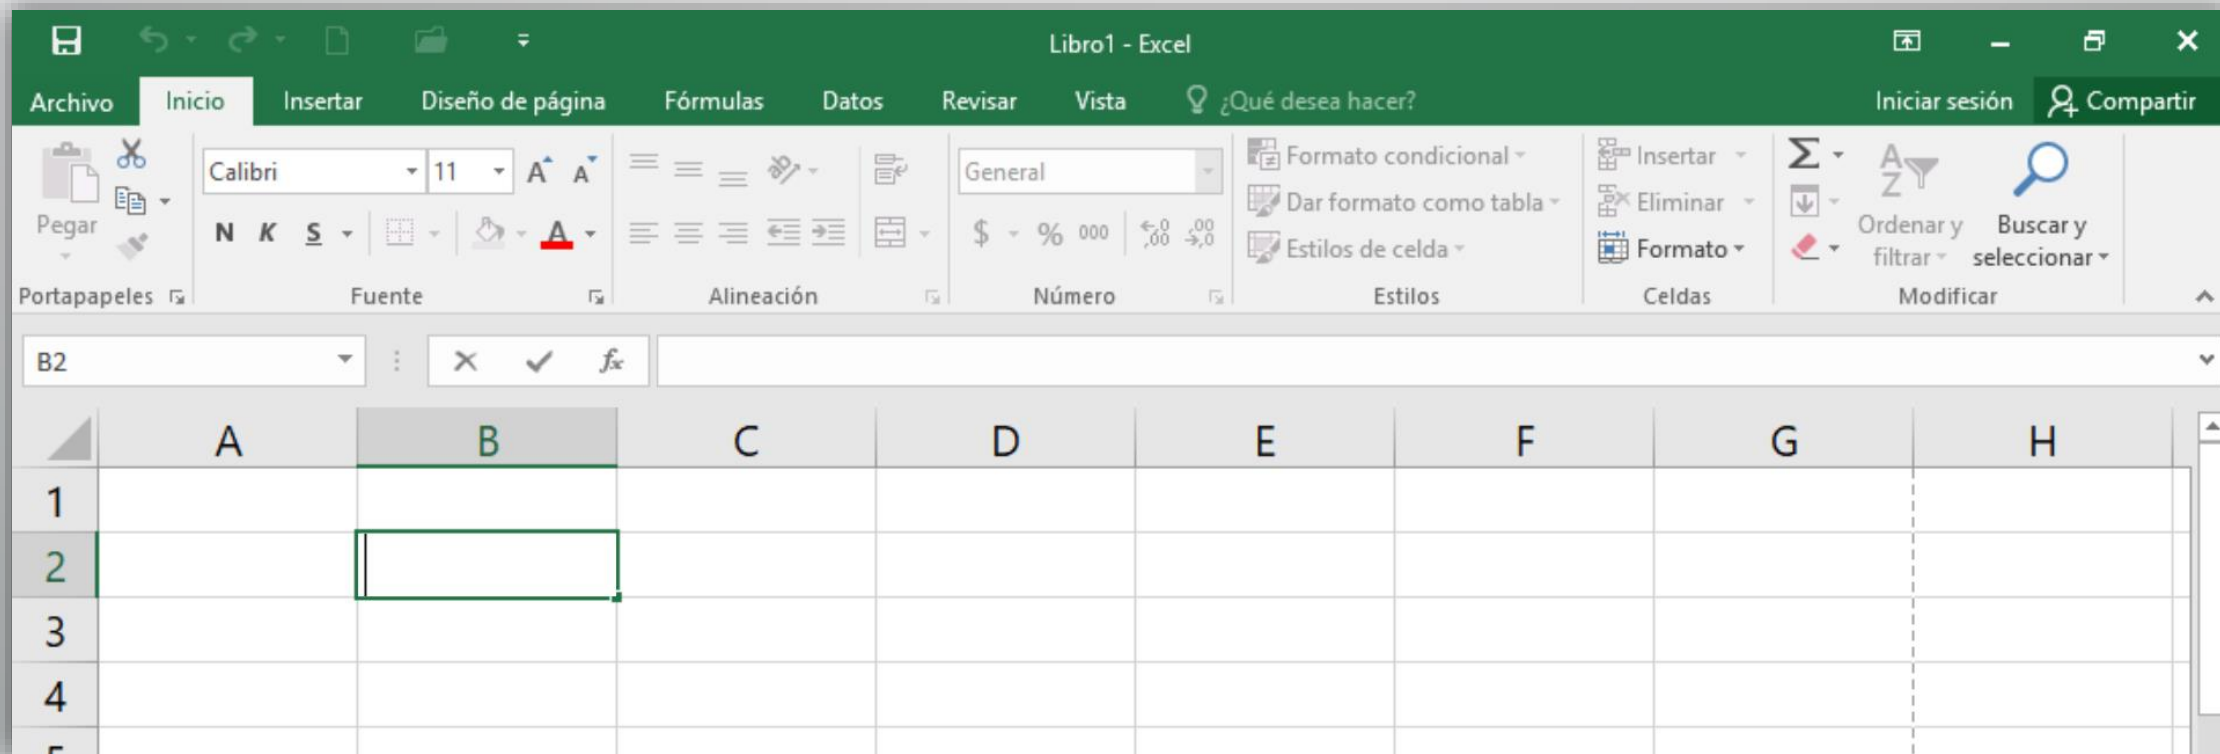 Libro1 - Excel
Archivo Inicio Insertar Diseño de página Fórmulas Datos Revisar Vista ¿Qué desea hacer? Iniciar sesión Compartir
Calibri 11 A A General Formato condicional Insertar Σ
Pegar N K S A $ % 000 Dar formato como tabla Eliminar Ordenar y filtrar Buscar y seleccionar
Estilos de celda Formato
Portapapeles Fuente Alineación Número Estilos Celdas Modificar
B2 fx
A B C D E F G H
1
2
3
4